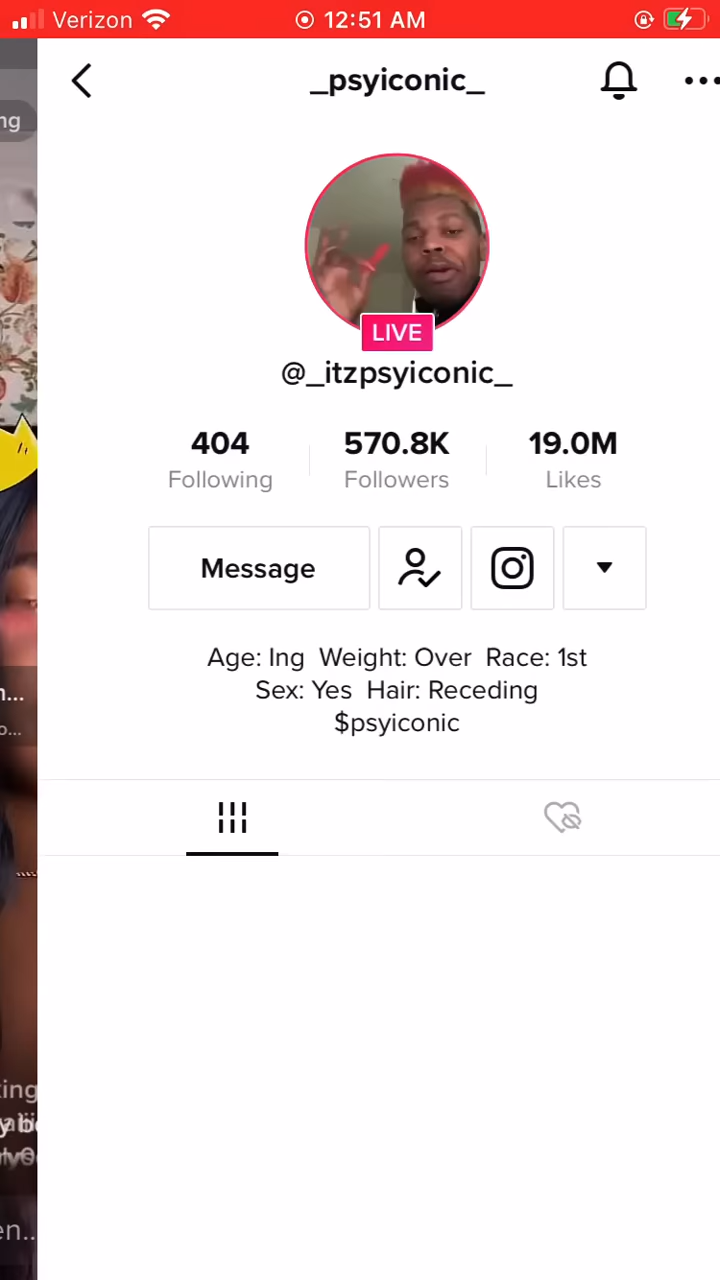 Verizon 12:51 AM
_psyiconic_
ng
LIVE
@_itzpsyiconic_
404 570.8K 19.0M
Following Followers Likes
Message
Age: Ing Weight: Over Race: 1st
Sex: Yes Hair: Receding
$psyiconic